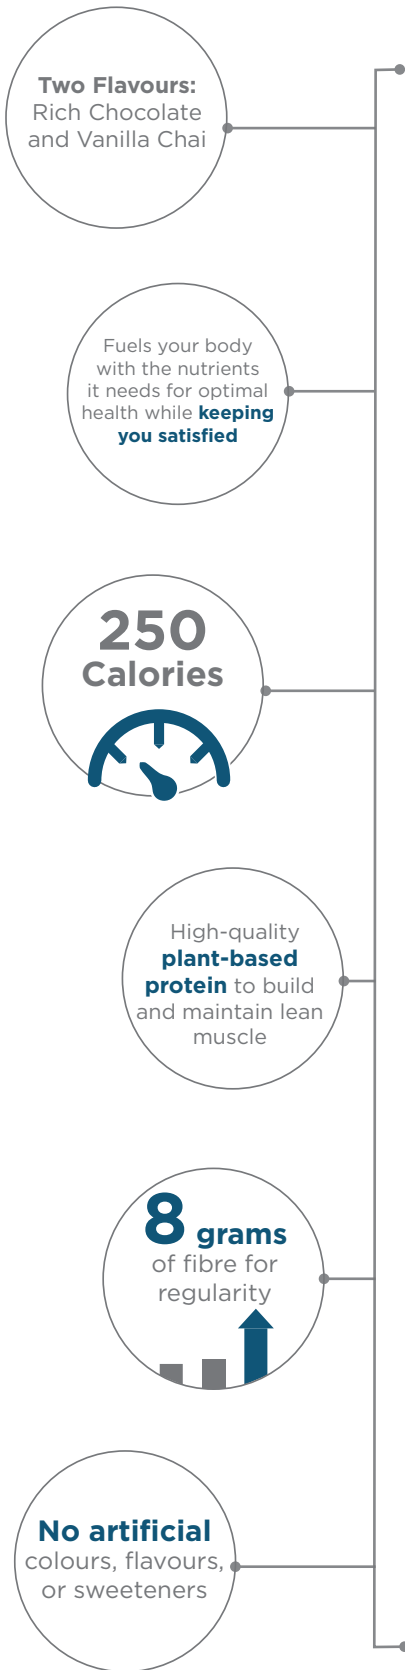 Two Flavours:
Rich Chocolate
and Vanilla Chai
Fuels your body
with the nutrients
it needs for optimal
health while keeping
you satisfied
250
Calories
High-quality
plant-based
protein to build
and maintain lean
muscle
8 grams
of fibre for
regularity
No artificial
colours, flavours,
or sweeteners